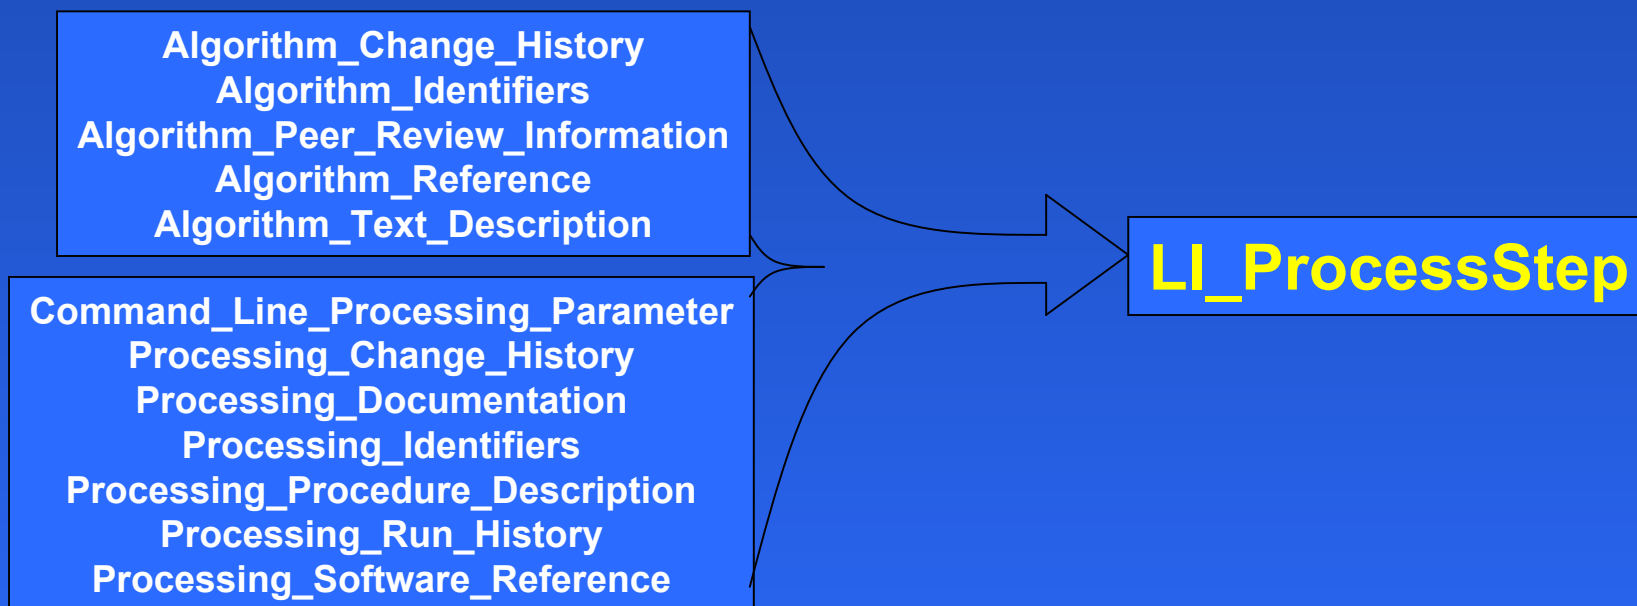 Algorithm_Change_History
Algorithm_Identifiers
Algorithm_Peer_Review_Information
Algorithm_Reference
Algorithm_Text_Description
Command_Line_Processing_Parameter
Processing_Change_History
Processing_Documentation
Processing_Identifiers
Processing_Procedure_Description
Processing_Run_History
Processing_Software_Reference
LI_ProcessStep